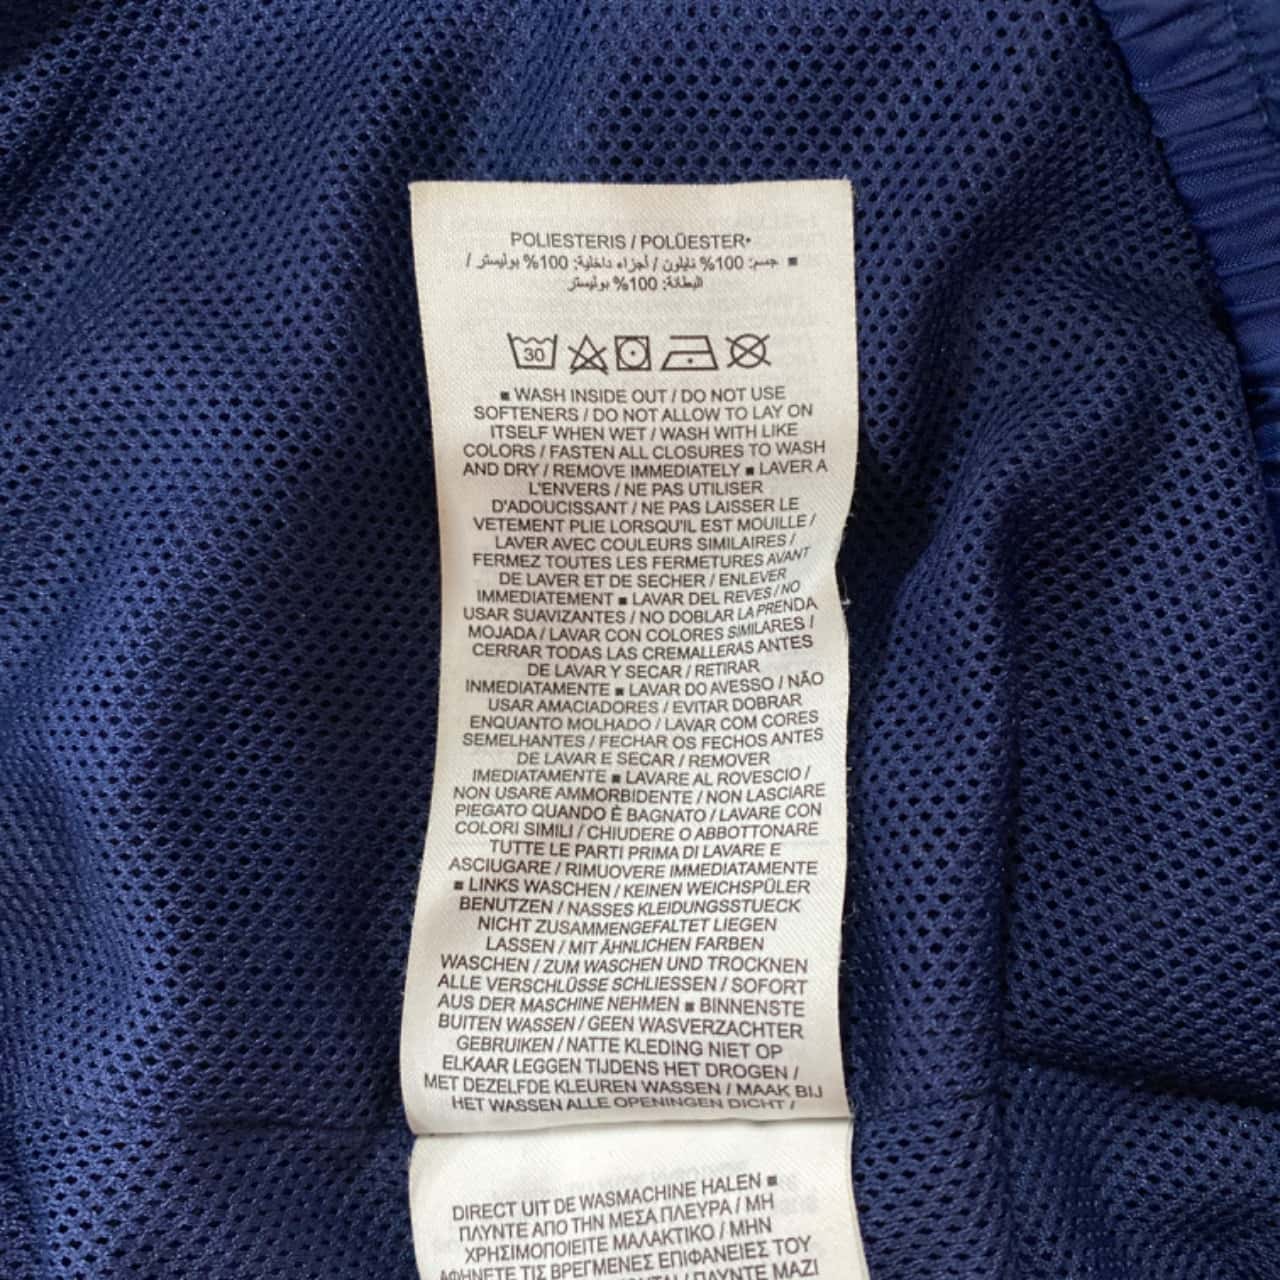 POLIESTERIS / POLÜESTER•
■ جسم: 100% نايلون / أجزاء داخلية: 100% بوليستر /
البطانة: 100% بوليستر
30
■ WASH INSIDE OUT / DO NOT USE
SOFTENERS / DO NOT ALLOW TO LAY ON
ITSELF WHEN WET / WASH WITH LIKE
COLORS / FASTEN ALL CLOSURES TO WASH
AND DRY / REMOVE IMMEDIATELY ■ LAVER A
L'ENVERS / NE PAS UTILISER
D'ADOUCISSANT / NE PAS LAISSER LE
VETEMENT PLIE LORSQU'IL EST MOUILLE /
LAVER AVEC COULEURS SIMILAIRES /
FERMEZ TOUTES LES FERMETURES AVANT
DE LAVER ET DE SECHER / ENLEVER
IMMEDIATEMENT ■ LAVAR DEL REVES / NO
USAR SUAVIZANTES / NO DOBLAR LA PRENDA
MOJADA / LAVAR CON COLORES SIMILARES /
CERRAR TODAS LAS CREMALLERAS ANTES
DE LAVAR Y SECAR / RETIRAR
INMEDIATAMENTE ■ LAVAR DO AVESSO / NÃO
USAR AMACIADORES / EVITAR DOBRAR
ENQUANTO MOLHADO / LAVAR COM CORES
SEMELHANTES / FECHAR OS FECHOS ANTES
DE LAVAR E SECAR / REMOVER
IMEDIATAMENTE ■ LAVARE AL ROVESCIO /
NON USARE AMMORBIDENTE / NON LASCIARE
PIEGATO QUANDO È BAGNATO / LAVARE CON
COLORI SIMILI / CHIUDERE O ABBOTTONARE
TUTTE LE PARTI PRIMA DI LAVARE E
ASCIUGARE / RIMUOVERE IMMEDIATAMENTE
■ LINKS WASCHEN / KEINEN WEICHSPÜLER
BENUTZEN / NASSES KLEIDUNGSSTUECK
NICHT ZUSAMMENGEFALTET LIEGEN
LASSEN / MIT ÄHNLICHEN FARBEN
WASCHEN / ZUM WASCHEN UND TROCKNEN
ALLE VERSCHLÜSSE SCHLIESSEN / SOFORT
AUS DER MASCHINE NEHMEN ■ BINNENSTE
BUITEN WASSEN / GEEN WASVERZACHTER
GEBRUIKEN / NATTE KLEDING NIET OP
ELKAAR LEGGEN TIJDENS HET DROGEN /
MET DEZELFDE KLEUREN WASSEN / MAAK BIJ
HET WASSEN ALLE OPENINGEN DICHT /
DIRECT UIT DE WASMACHINE HALEN ■
ΠΛΥΝΤΕ ΑΠΟ ΤΗΝ ΜΕΣΑ ΠΛΕΥΡΑ / ΜΗ
ΧΡΗΣΙΜΟΠΟΙΕΙΤΕ ΜΑΛΑΚΤΙΚΟ / ΜΗΝ
ΑΦΗΝΕΤΕ ΤΙΣ ΒΡΕΓΜΕΝΕΣ ΕΠΙΦΑΝΕΙΕΣ ΤΟΥ
/ ΠΛΥΝΤΕ ΜΑΖΙ